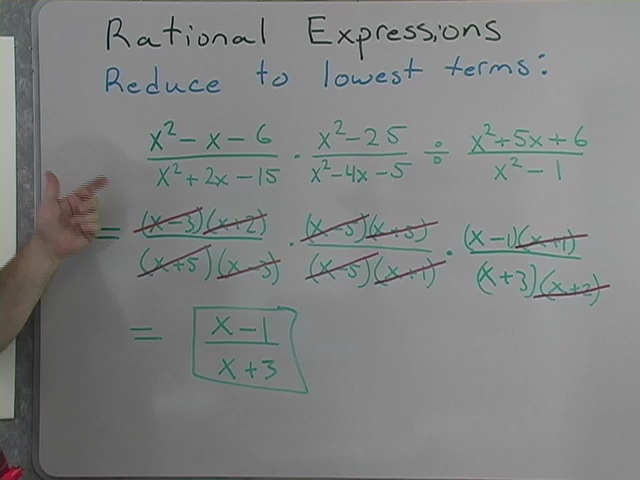 Rational Expressions
Reduce to lowest terms:
x² - x - 6 / x² + 2x - 15 · x² - 25 / x² - 4x - 5 ÷ x² + 5x + 6 / x² - 1
= (x - 3)(x + 2) / (x + 5)(x - 3) · (x - 5)(x + 5) / (x - 5)(x + 1) · (x - 1)(x + 1) / (x + 3)(x + 2)
= x - 1 / x + 3